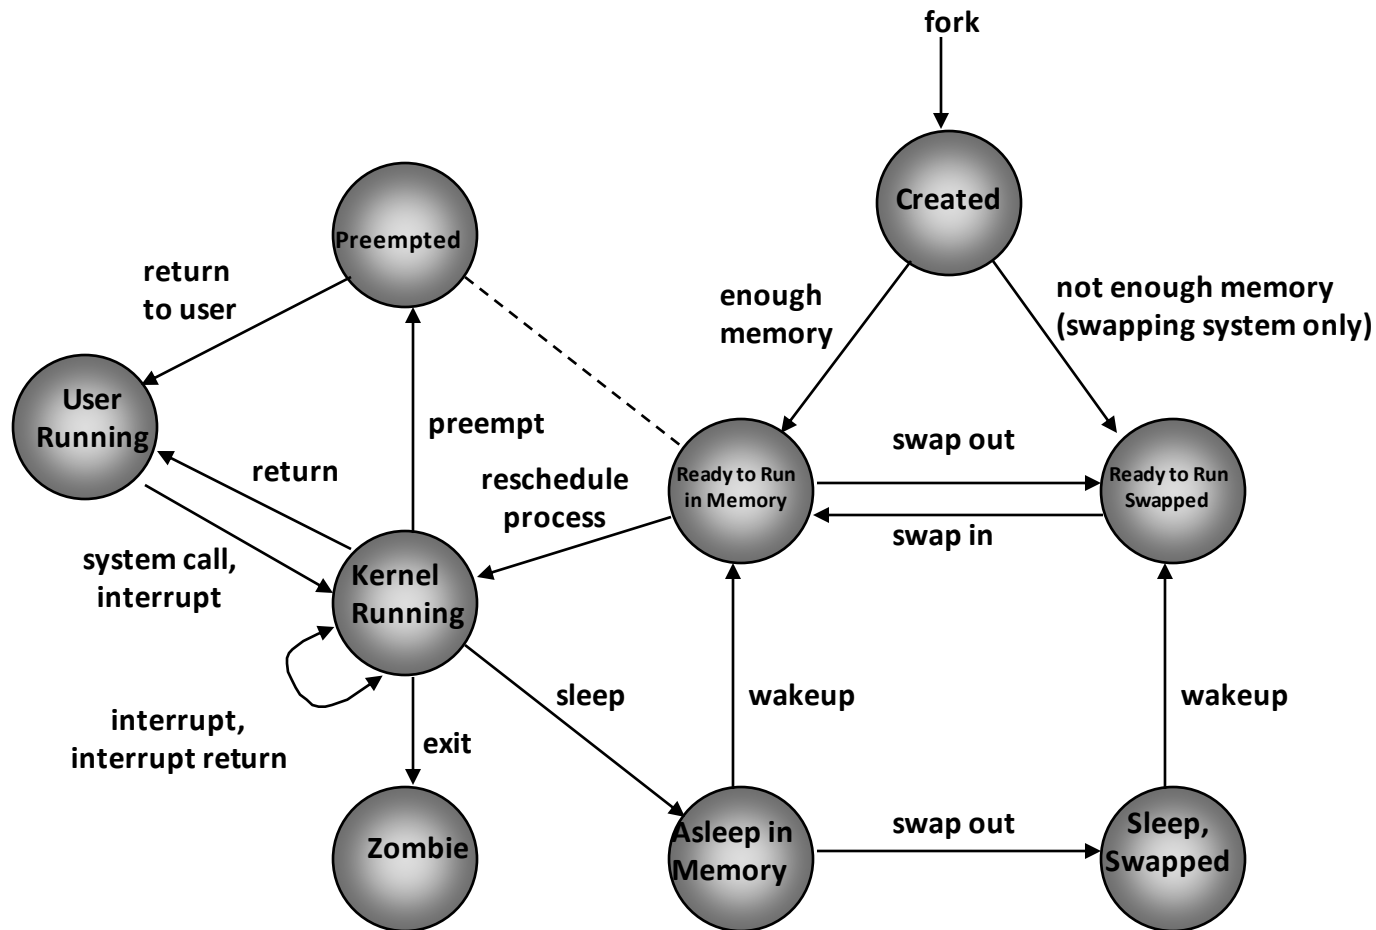 fork
Created
Preempted
return
to user
enough
memory
not enough memory
(swapping system only)
User
Running
preempt
return
reschedule
process
Ready to Run
in Memory
swap out
swap in
Ready to Run
Swapped
system call,
interrupt
Kernel
Running
interrupt,
interrupt return
exit
sleep
wakeup
wakeup
Zombie
Asleep in
Memory
swap out
Sleep,
Swapped